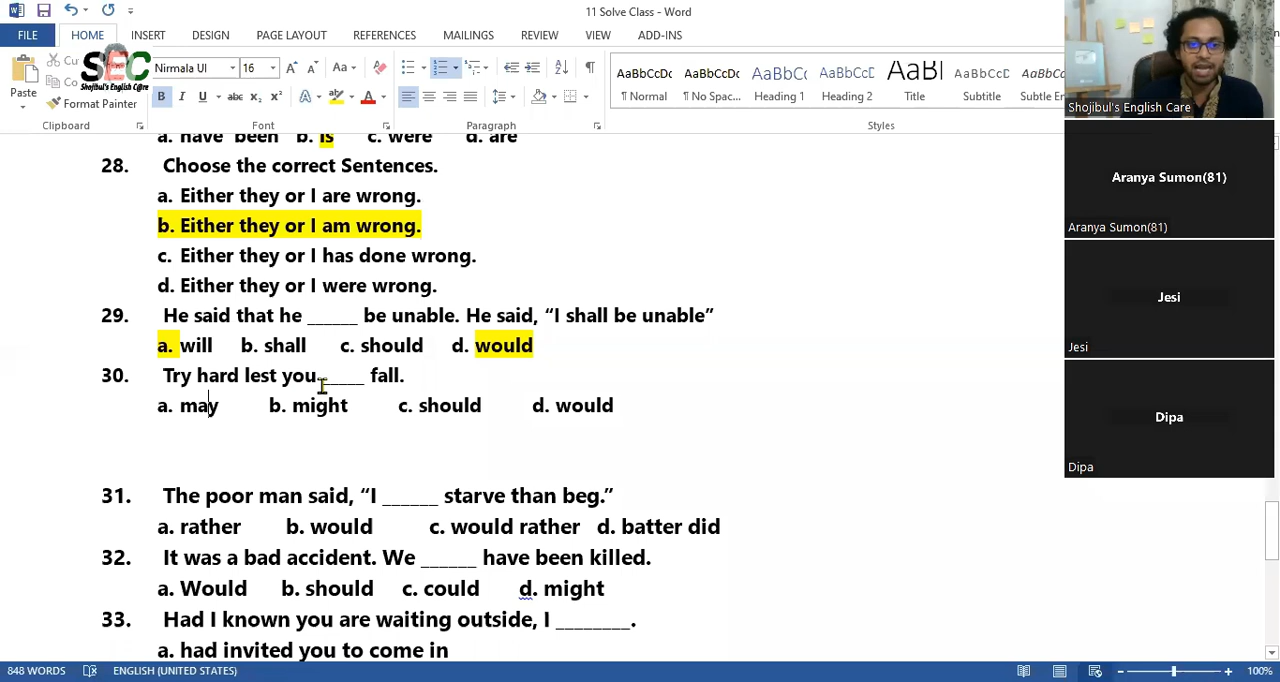 11 Solve Class - Word
FILE HOME INSERT DESIGN PAGE LAYOUT REFERENCES MAILINGS REVIEW VIEW ADD-INS
SEC
Shojibul's English Care
Paste
Format Painter
Nirmala UI 16
AaBbCcDc AaBbCcDc AaBbCc AaBbCcD AaBl AaBbCcD AaBbCcDc
¶ Normal ¶ No Spac... Heading 1 Heading 2 Title Subtitle Subtle En
Clipboard Font Paragraph Styles
a. have been b. is c. were d. are
28. Choose the correct Sentences.
a. Either they or I are wrong.
b. Either they or I am wrong.
c. Either they or I has done wrong.
d. Either they or I were wrong.
29. He said that he ______ be unable. He said, “I shall be unable”
a. will b. shall c. should d. would
30. Try hard lest you _____ fall.
a. may b. might c. should d. would
31. The poor man said, “I ______ starve than beg.”
a. rather b. would c. would rather d. batter did
32. It was a bad accident. We ______ have been killed.
a. Would b. should c. could d. might
33. Had I known you are waiting outside, I ________.
a. had invited you to come in
848 WORDS ENGLISH (UNITED STATES) 100%
Shojibul's English Care
Aranya Sumon(81)
Aranya Sumon(81)
Jesi
Jesi
Dipa
Dipa